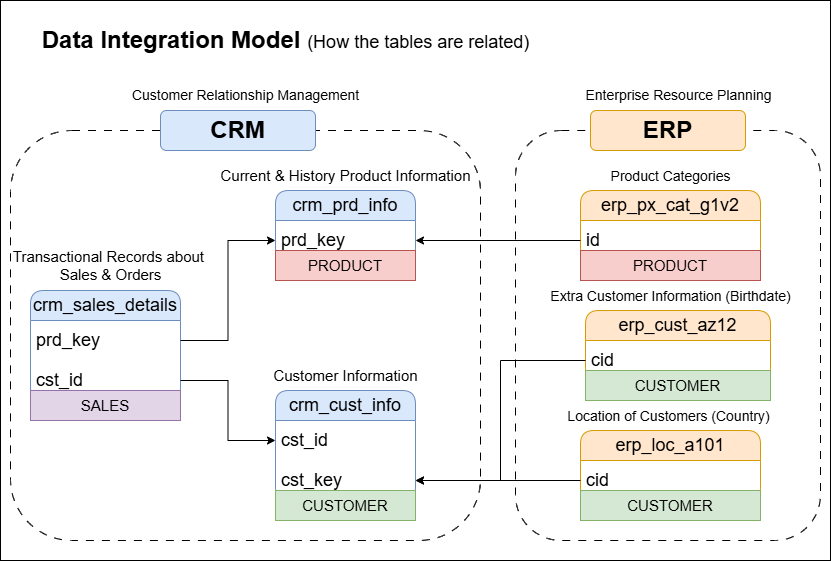 Data Integration Model (How the tables are related)
Customer Relationship Management
CRM
Enterprise Resource Planning
ERP
Current & History Product Information
crm_prd_info
prd_key
PRODUCT
Product Categories
erp_px_cat_g1v2
id
PRODUCT
Transactional Records about
Sales & Orders
crm_sales_details
prd_key
cst_id
SALES
Extra Customer Information (Birthdate)
erp_cust_az12
cid
CUSTOMER
Customer Information
crm_cust_info
cst_id
cst_key
CUSTOMER
Location of Customers (Country)
erp_loc_a101
cid
CUSTOMER